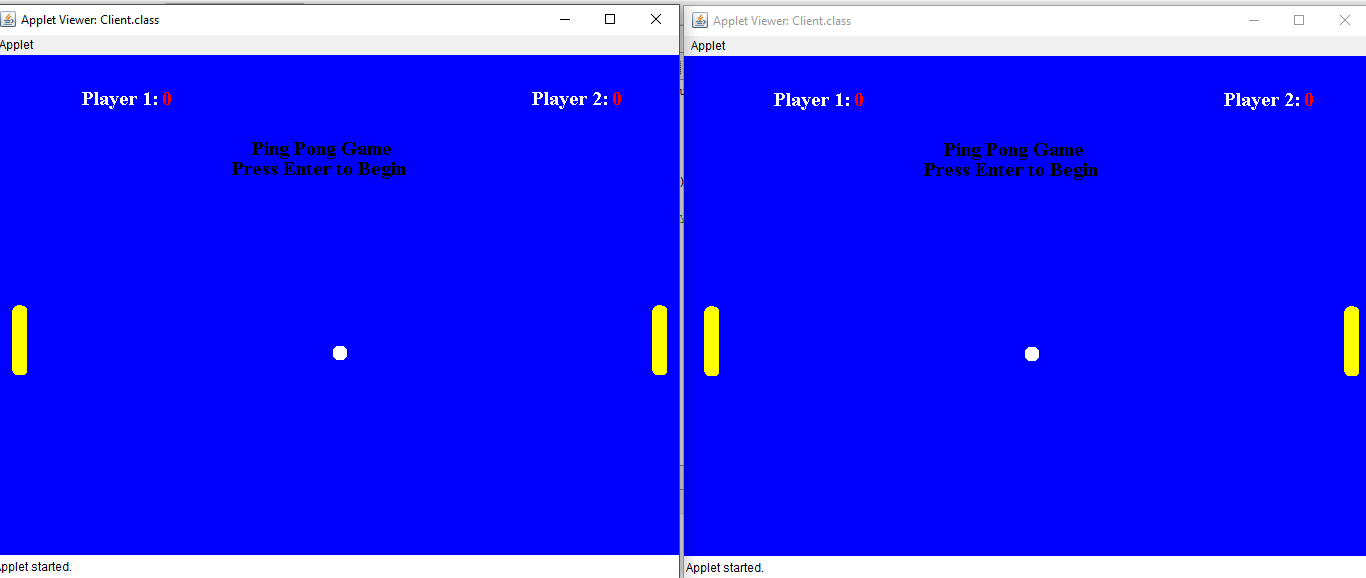 Applet Viewer: Client.class
Applet
Player 1: 0
Player 2: 0
Ping Pong Game
Press Enter to Begin
Applet started.
Applet Viewer: Client.class
Applet
Player 1: 0
Player 2: 0
Ping Pong Game
Press Enter to Begin
Applet started.